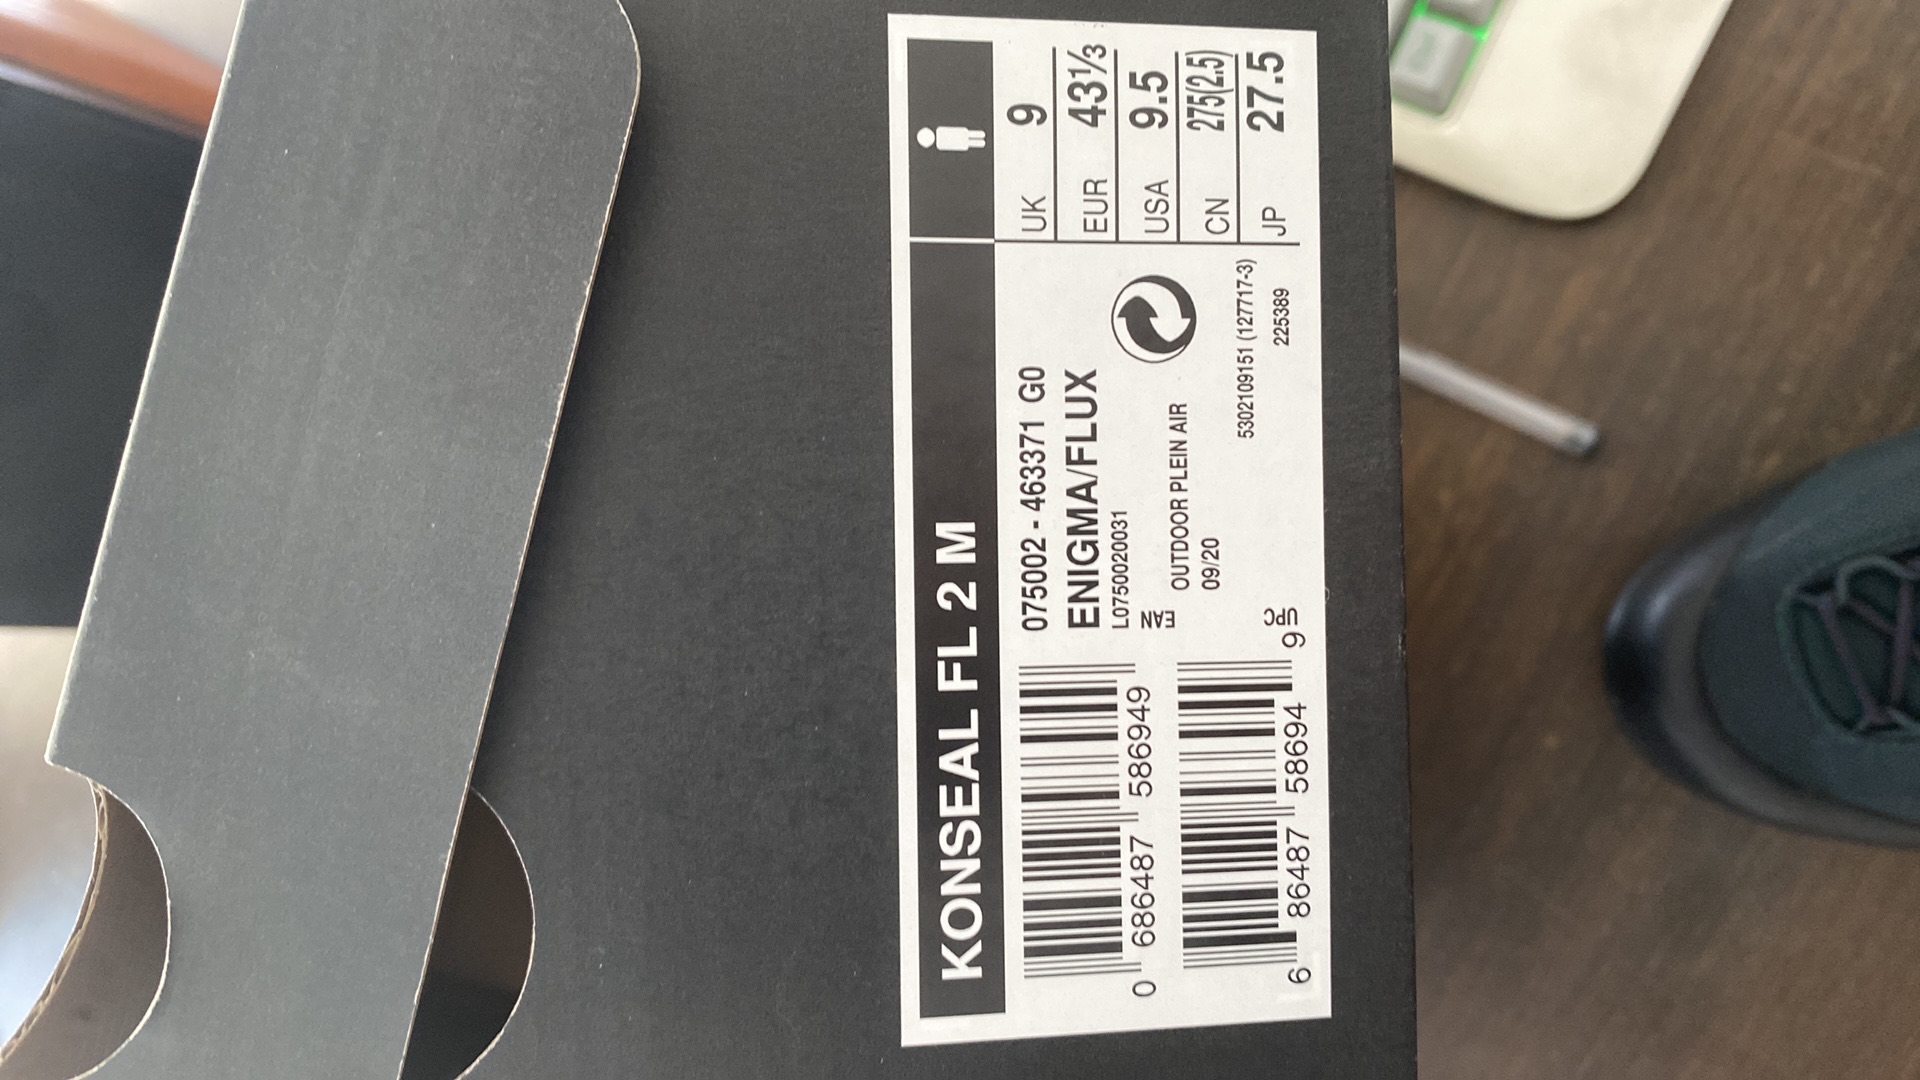 KONSEAL FL 2 M
075002 - 463371 G0
ENIGMA/FLUX
L0750020031
EAN
OUTDOOR PLEIN AIR
09/20
0 686487 586949
UPC
6 86487 58694 9
5302109151 (127717-3)
225389
UK 9
EUR 43⅓
USA 9.5
CN 275(2.5)
JP 27.5